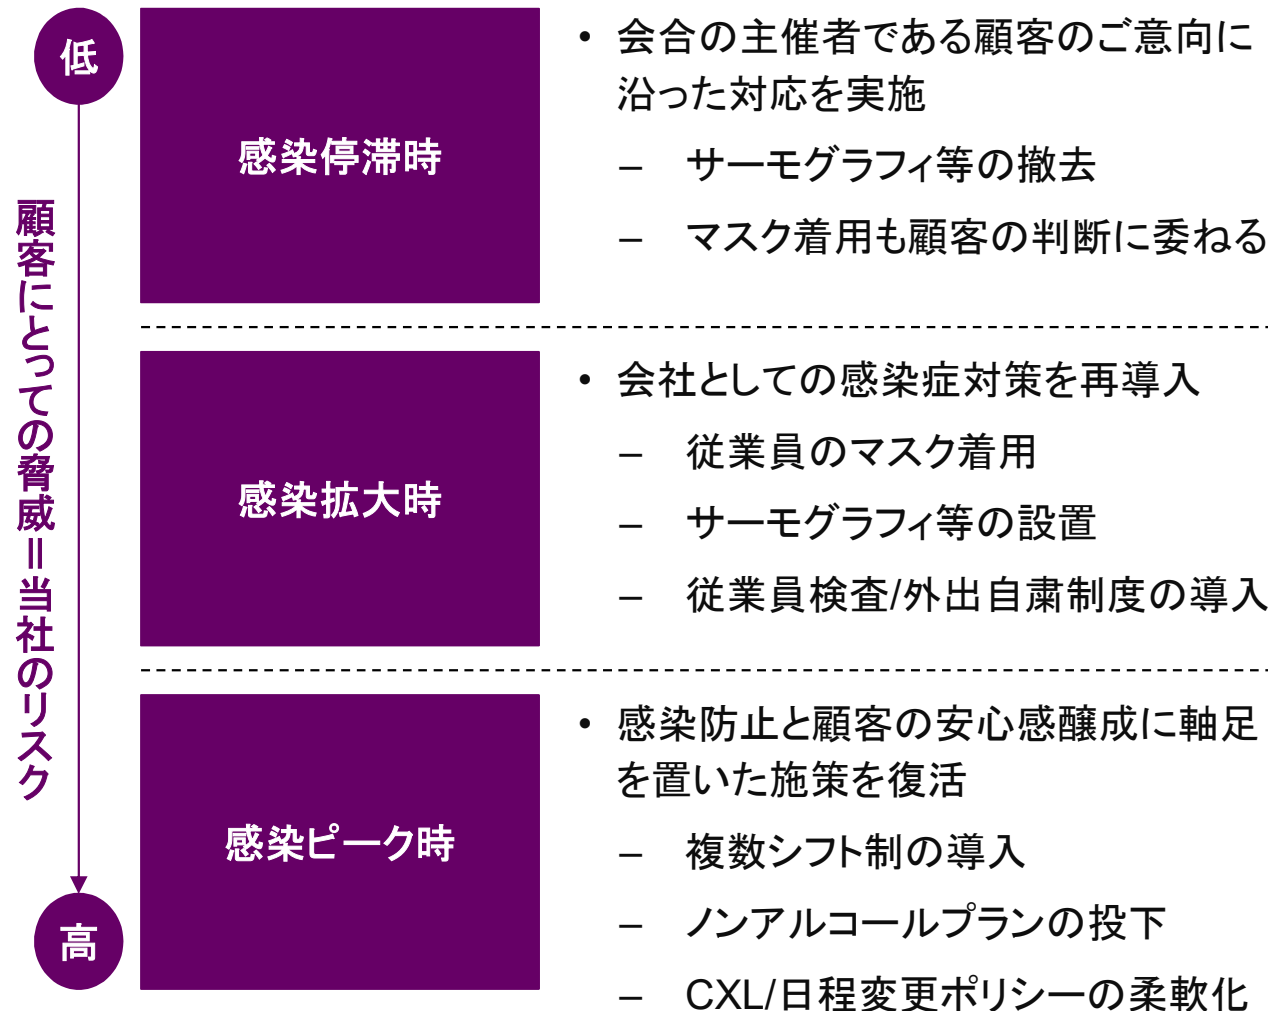 低
顧客にとっての脅威＝当社のリスク
高
感染停滞時
• 会合の主催者である顧客のご意向に
沿った対応を実施
– サーモグラフィ等の撤去
– マスク着用も顧客の判断に委ねる
感染拡大時
• 会社としての感染症対策を再導入
– 従業員のマスク着用
– サーモグラフィ等の設置
– 従業員検査/外出自粛制度の導入
感染ピーク時
• 感染防止と顧客の安心感醸成に軸足
を置いた施策を復活
– 複数シフト制の導入
– ノンアルコールプランの投下
– CXL/日程変更ポリシーの柔軟化